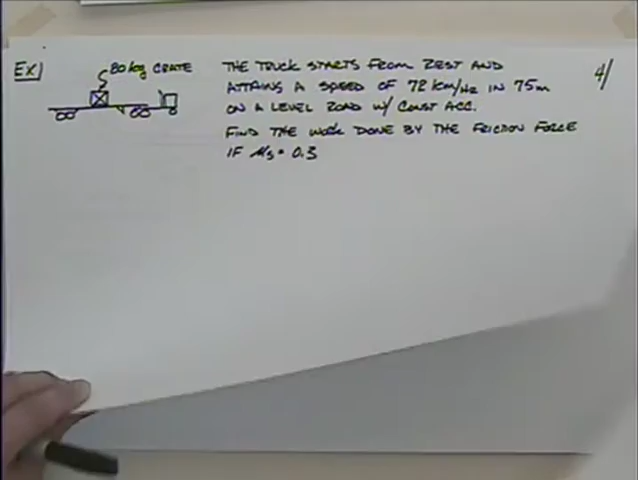 EX)
80 kg CRATE
THE TRUCK STARTS FROM REST AND
ATTAINS A SPEED OF 72 KM/HR IN 75m
ON A LEVEL ROAD W/ CONST ACC.
FIND THE WORK DONE BY THE FRICTION FORCE
IF μs = 0.3
4/